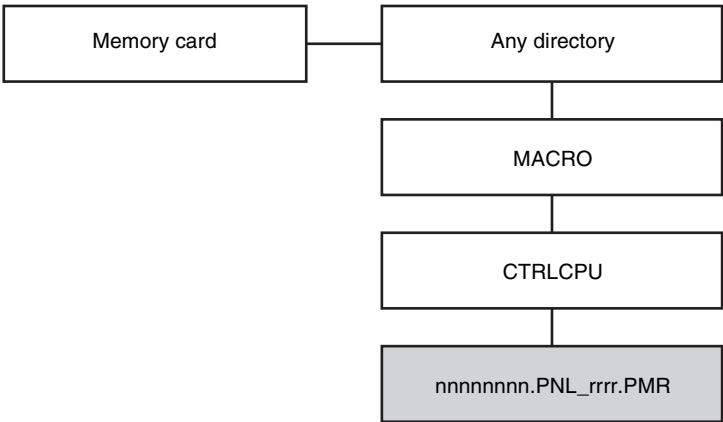 Memory card
Any directory
MACRO
CTRLCPU
nnnnnnnn.PNL_rrrr.PMR